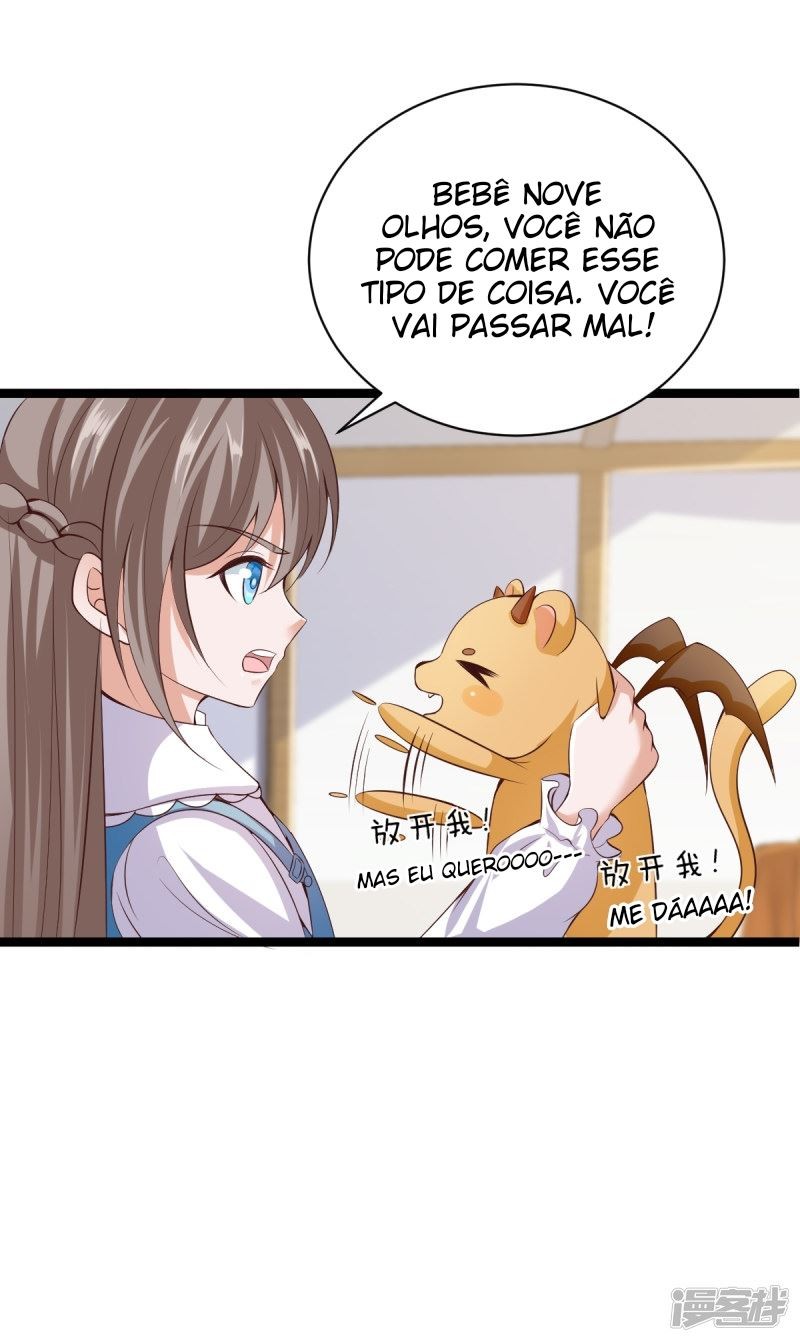 BEBÊ NOVE
OLHOS, VOCÊ NÃO
PODE COMER ESSE
TIPO DE COISA. VOCÊ
VAI PASSAR MAL!
放开我!
MAS EU QUEROOOO---
放开我!
ME DÁAAAA!
漫客栈